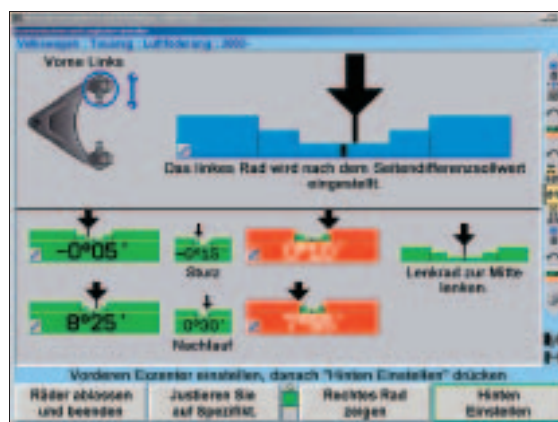 Volkswagen : Touareg : Luftfederung : 2003-
Vorne Links
Das linkes Rad wird nach dem Seitendifferenzsollwert
eingestellt.
-0°05'
-0°15'
Sturz
Lenkrad zur Mitte
lenken
8°25'
0°30'
Nachlauf
Vorderen Exzenter einstellen, danach "Hinten Einstellen" drücken
Räder ablassen
und beenden
Justieren Sie
auf Spezifikt.
Rechtes Rad
zeigen
Hinten
Einstellen